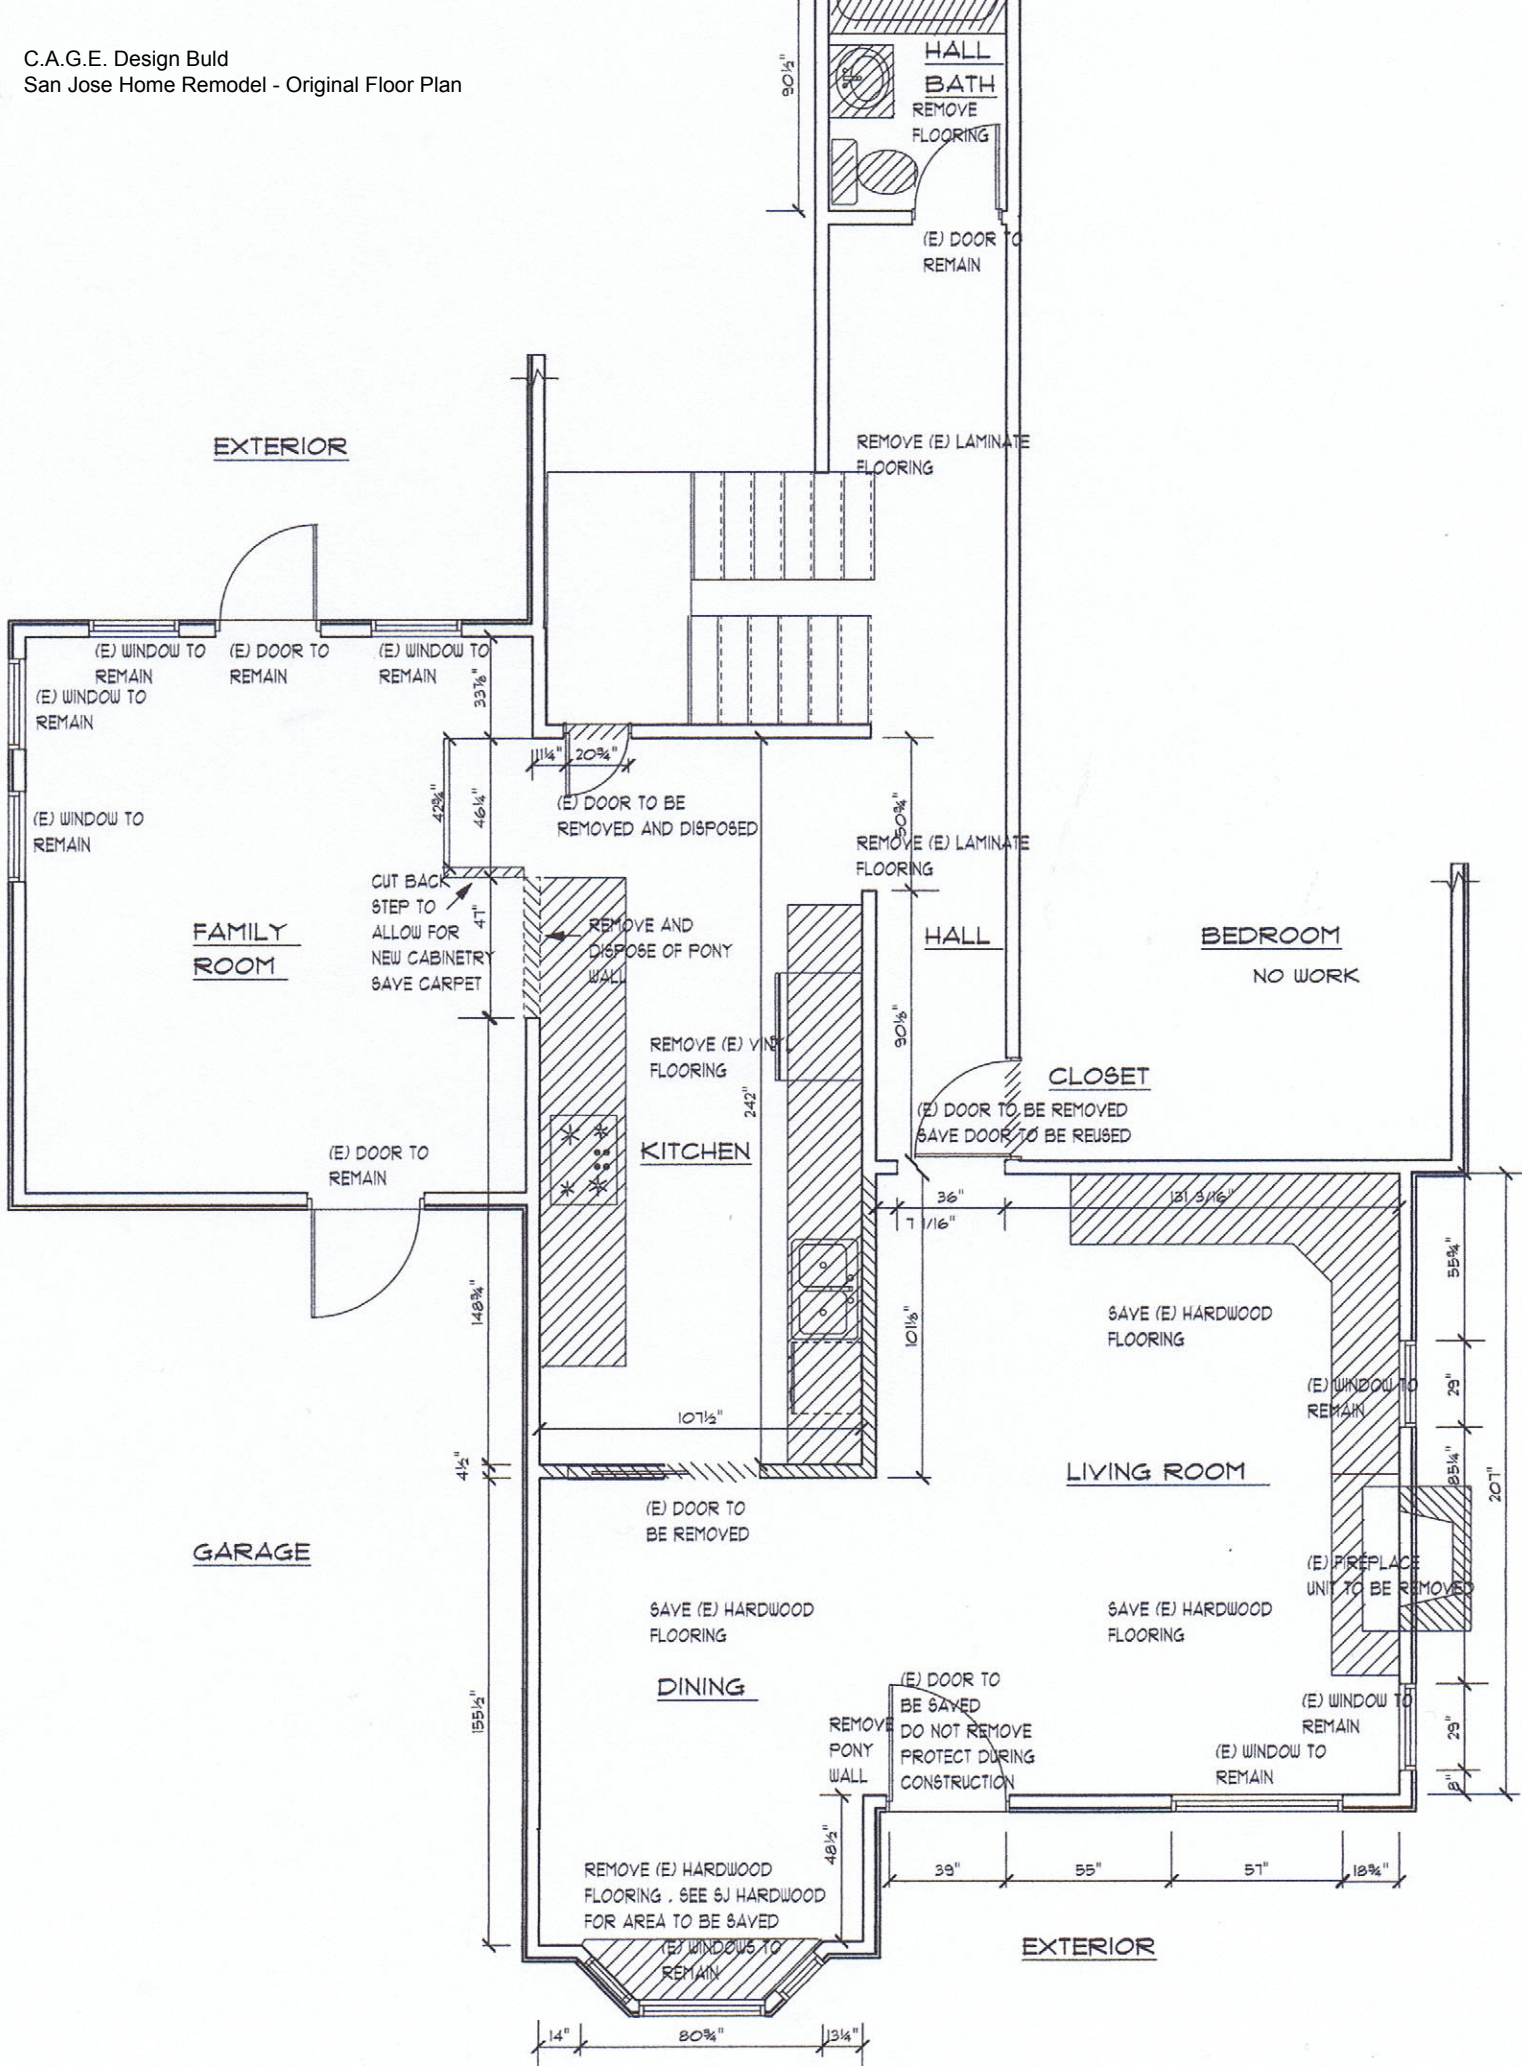 C.A.G.E. Design Buld
San Jose Home Remodel - Original Floor Plan
90½"
HALL
BATH
REMOVE
FLOORING
(E) DOOR TO
REMAIN
EXTERIOR
REMOVE (E) LAMINATE
FLOORING
(E) WINDOW TO
REMAIN
(E) DOOR TO
REMAIN
(E) WINDOW TO
REMAIN
33⅞"
(E) WINDOW TO
REMAIN
11¼"
20¾"
42¾"
46¼"
50¾"
(E) DOOR TO BE
REMOVED AND DISPOSED
(E) WINDOW TO
REMAIN
REMOVE (E) LAMINATE
FLOORING
CUT BACK
STEP TO
ALLOW FOR
NEW CABINETRY
SAVE CARPET
47"
REMOVE AND
DISPOSE OF PONY
WALL
FAMILY
ROOM
HALL
BEDROOM
NO WORK
REMOVE (E) VINYL
FLOORING
90⅛"
242"
CLOSET
(E) DOOR TO BE REMOVED
SAVE DOOR TO BE REUSED
KITCHEN
(E) DOOR TO
REMAIN
36"
131 3/16"
7 1/16"
55¾"
148¾"
101⅛"
SAVE (E) HARDWOOD
FLOORING
(E) WINDOW TO
REMAIN
29"
107½"
4½"
85¼"
207"
LIVING ROOM
(E) DOOR TO
BE REMOVED
GARAGE
(E) FIREPLACE
UNIT TO BE REMOVED
SAVE (E) HARDWOOD
FLOORING
SAVE (E) HARDWOOD
FLOORING
DINING
155½"
(E) DOOR TO
BE SAVED
DO NOT REMOVE
PROTECT DURING
CONSTRUCTION
REMOVE
PONY
WALL
(E) WINDOW TO
REMAIN
29"
(E) WINDOW TO
REMAIN
8"
48½"
39"
55"
57"
18¾"
REMOVE (E) HARDWOOD
FLOORING . SEE SJ HARDWOOD
FOR AREA TO BE SAVED
(E) WINDOWS TO
REMAIN
EXTERIOR
14"
80¾"
13¼"